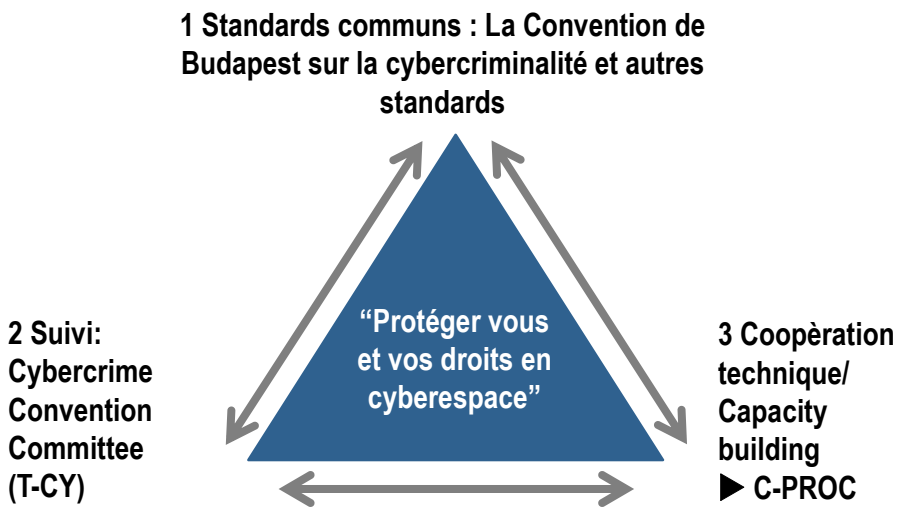 1 Standards communs : La Convention de
Budapest sur la cybercriminalité et autres
standards
“Protéger vous
et vos droits en
cyberespace”
2 Suivi:
Cybercrime
Convention
Committee
(T-CY)
3 Coopèration
technique/
Capacity
building
▶ C-PROC